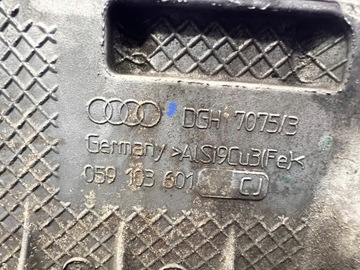 DGH 7075/3
Germany >AlSi9Cu3(Fe)<
059 103 601 CJ